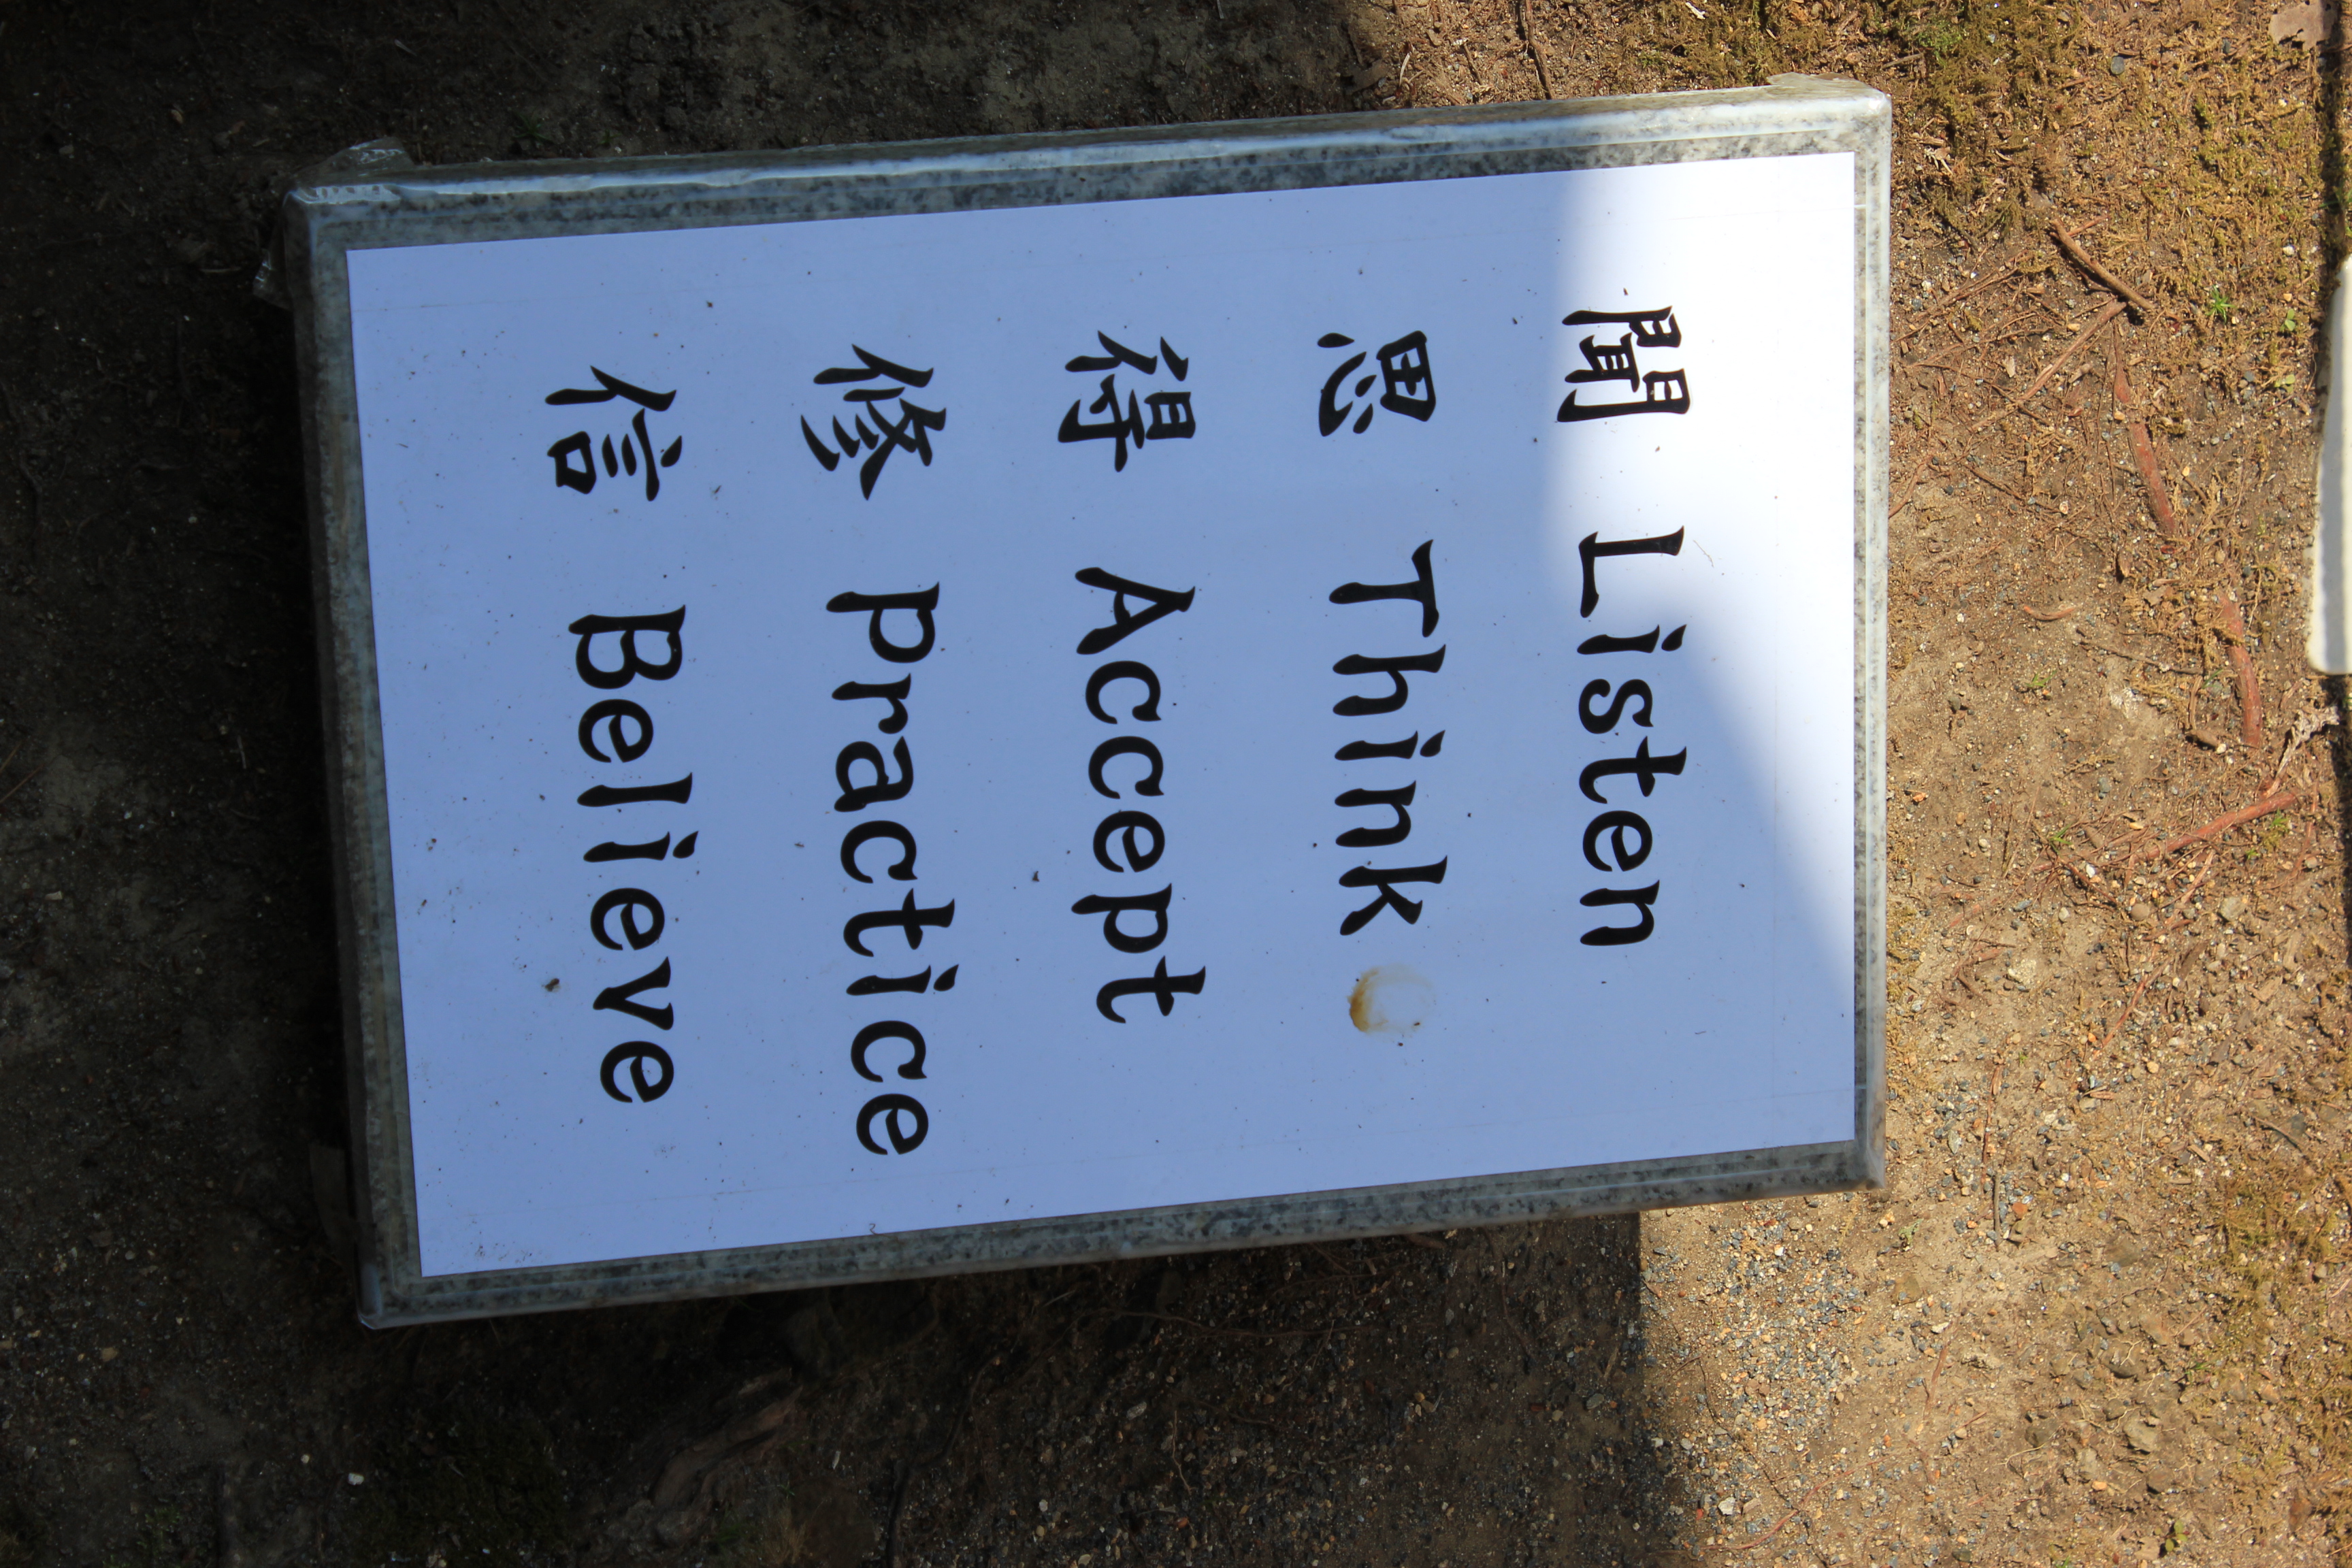 聞 Listen
思 Think
得 Accept
修 Practice
信 Believe